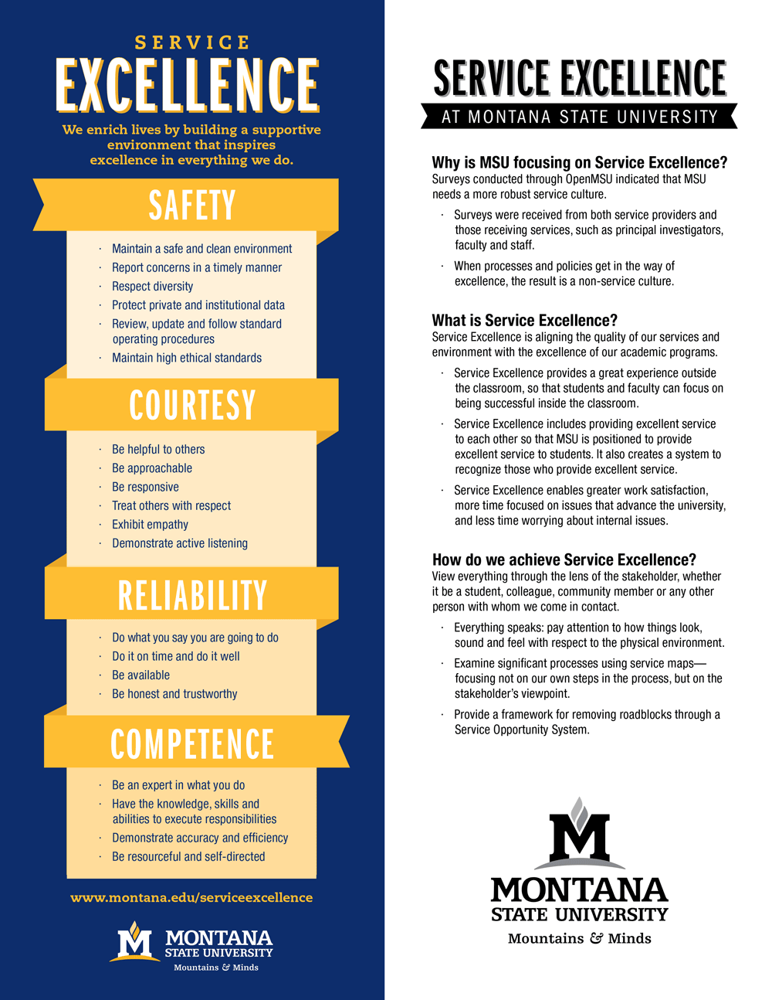 SERVICE
EXCELLENCE
We enrich lives by building a supportive
environment that inspires
excellence in everything we do.
SAFETY
· Maintain a safe and clean environment
· Report concerns in a timely manner
· Respect diversity
· Protect private and institutional data
· Review, update and follow standard
operating procedures
· Maintain high ethical standards
COURTESY
· Be helpful to others
· Be approachable
· Be responsive
· Treat others with respect
· Exhibit empathy
· Demonstrate active listening
RELIABILITY
· Do what you say you are going to do
· Do it on time and do it well
· Be available
· Be honest and trustworthy
COMPETENCE
· Be an expert in what you do
· Have the knowledge, skills and
abilities to execute responsibilities
· Demonstrate accuracy and efficiency
· Be resourceful and self-directed
www.montana.edu/serviceexcellence
M
MONTANA
STATE UNIVERSITY
Mountains & Minds
SERVICE EXCELLENCE
AT MONTANA STATE UNIVERSITY
Why is MSU focusing on Service Excellence?
Surveys conducted through OpenMSU indicated that MSU
needs a more robust service culture.
· Surveys were received from both service providers and
those receiving services, such as principal investigators,
faculty and staff.
· When processes and policies get in the way of
excellence, the result is a non-service culture.
What is Service Excellence?
Service Excellence is aligning the quality of our services and
environment with the excellence of our academic programs.
· Service Excellence provides a great experience outside
the classroom, so that students and faculty can focus on
being successful inside the classroom.
· Service Excellence includes providing excellent service
to each other so that MSU is positioned to provide
excellent service to students. It also creates a system to
recognize those who provide excellent service.
· Service Excellence enables greater work satisfaction,
more time focused on issues that advance the university,
and less time worrying about internal issues.
How do we achieve Service Excellence?
View everything through the lens of the stakeholder, whether
it be a student, colleague, community member or any other
person with whom we come in contact.
· Everything speaks: pay attention to how things look,
sound and feel with respect to the physical environment.
· Examine significant processes using service maps—
focusing not on our own steps in the process, but on the
stakeholder’s viewpoint.
· Provide a framework for removing roadblocks through a
Service Opportunity System.
M
MONTANA
STATE UNIVERSITY
Mountains & Minds